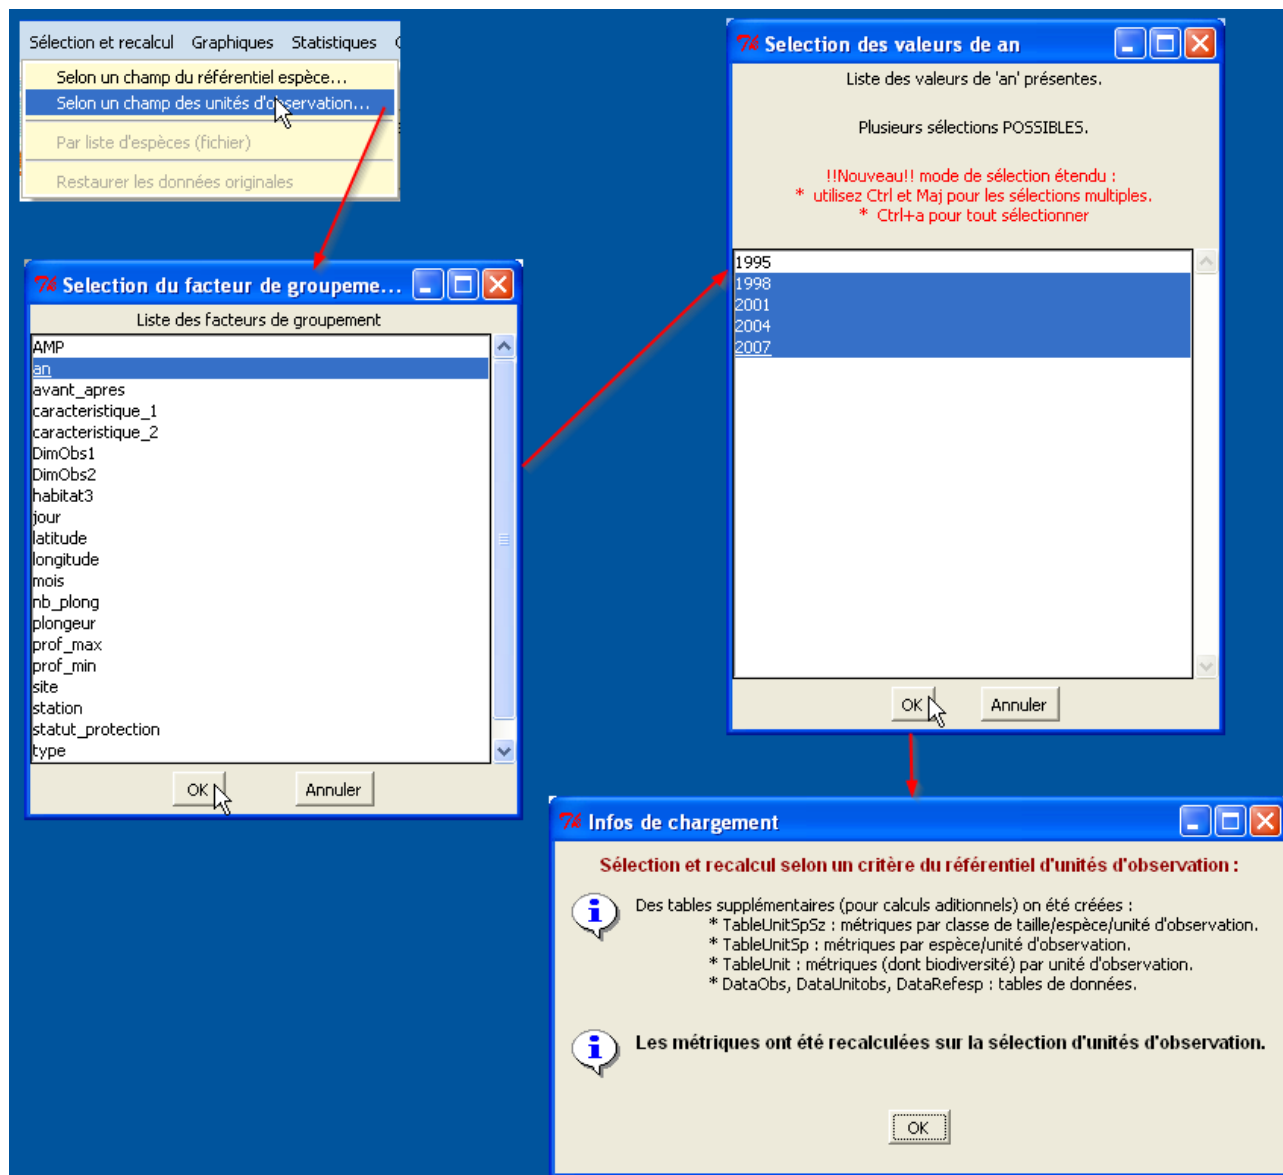 Sélection et recalcul Graphiques Statistiques
Selon un champ du référentiel espèce...
Selon un champ des unités d'observation...
Par liste d'espèces (fichier)
Restaurer les données originales
Selection du facteur de groupeme...
Liste des facteurs de groupement
AMP
an
avant_apres
caracteristique_1
caracteristique_2
DimObs1
DimObs2
habitat3
jour
latitude
longitude
mois
nb_plong
plongeur
prof_max
prof_min
site
station
statut_protection
type
OK Annuler
Selection des valeurs de an
Liste des valeurs de 'an' présentes.
Plusieurs sélections POSSIBLES.
!!Nouveau!! mode de sélection étendu :
* utilisez Ctrl et Maj pour les sélections multiples.
* Ctrl+a pour tout sélectionner
1995
1998
2001
2004
2007
OK Annuler
Infos de chargement
Sélection et recalcul selon un critère du référentiel d'unités d'observation :
Des tables supplémentaires (pour calculs aditionnels) on été créées :
* TableUnitSpSz : métriques par classe de taille/espèce/unité d'observation.
* TableUnitSp : métriques par espèce/unité d'observation.
* TableUnit : métriques (dont biodiversité) par unité d'observation.
* DataObs, DataUnitobs, DataRefesp : tables de données.
Les métriques ont été recalculées sur la sélection d'unités d'observation.
OK